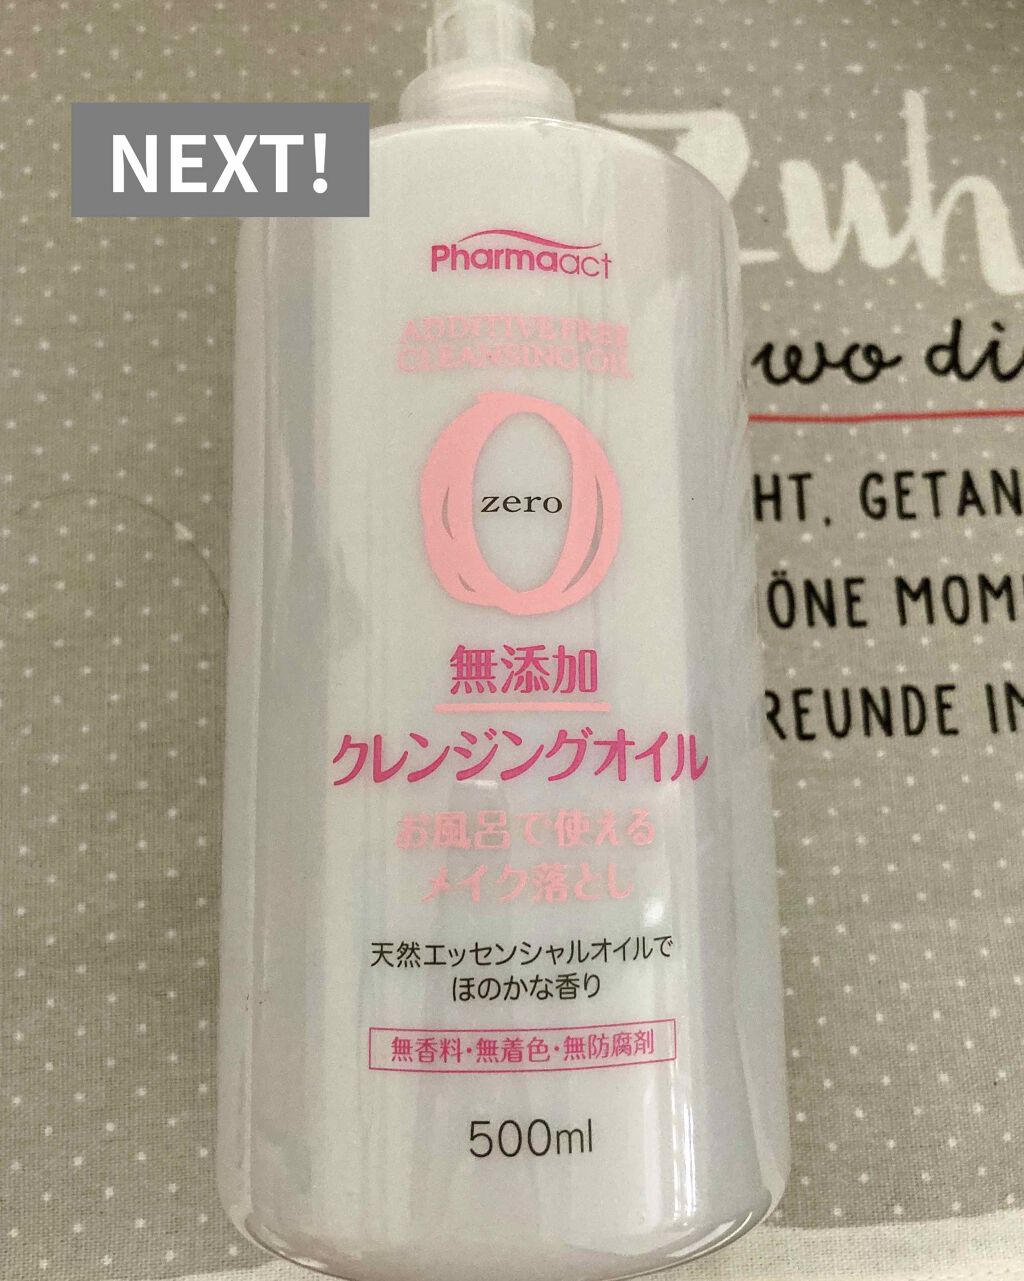 NEXT!
Pharmaact
ADDITIVE FREE
CLEANSING OIL
zero
無添加
クレンジングオイル
お風呂で使える
メイク落とし
天然エッセンシャルオイルで
ほのかな香り
無香料・無着色・無防腐剤
500ml
Zuh
wo di
HT, GETAN
ÖNE MOM
REUNDE IN